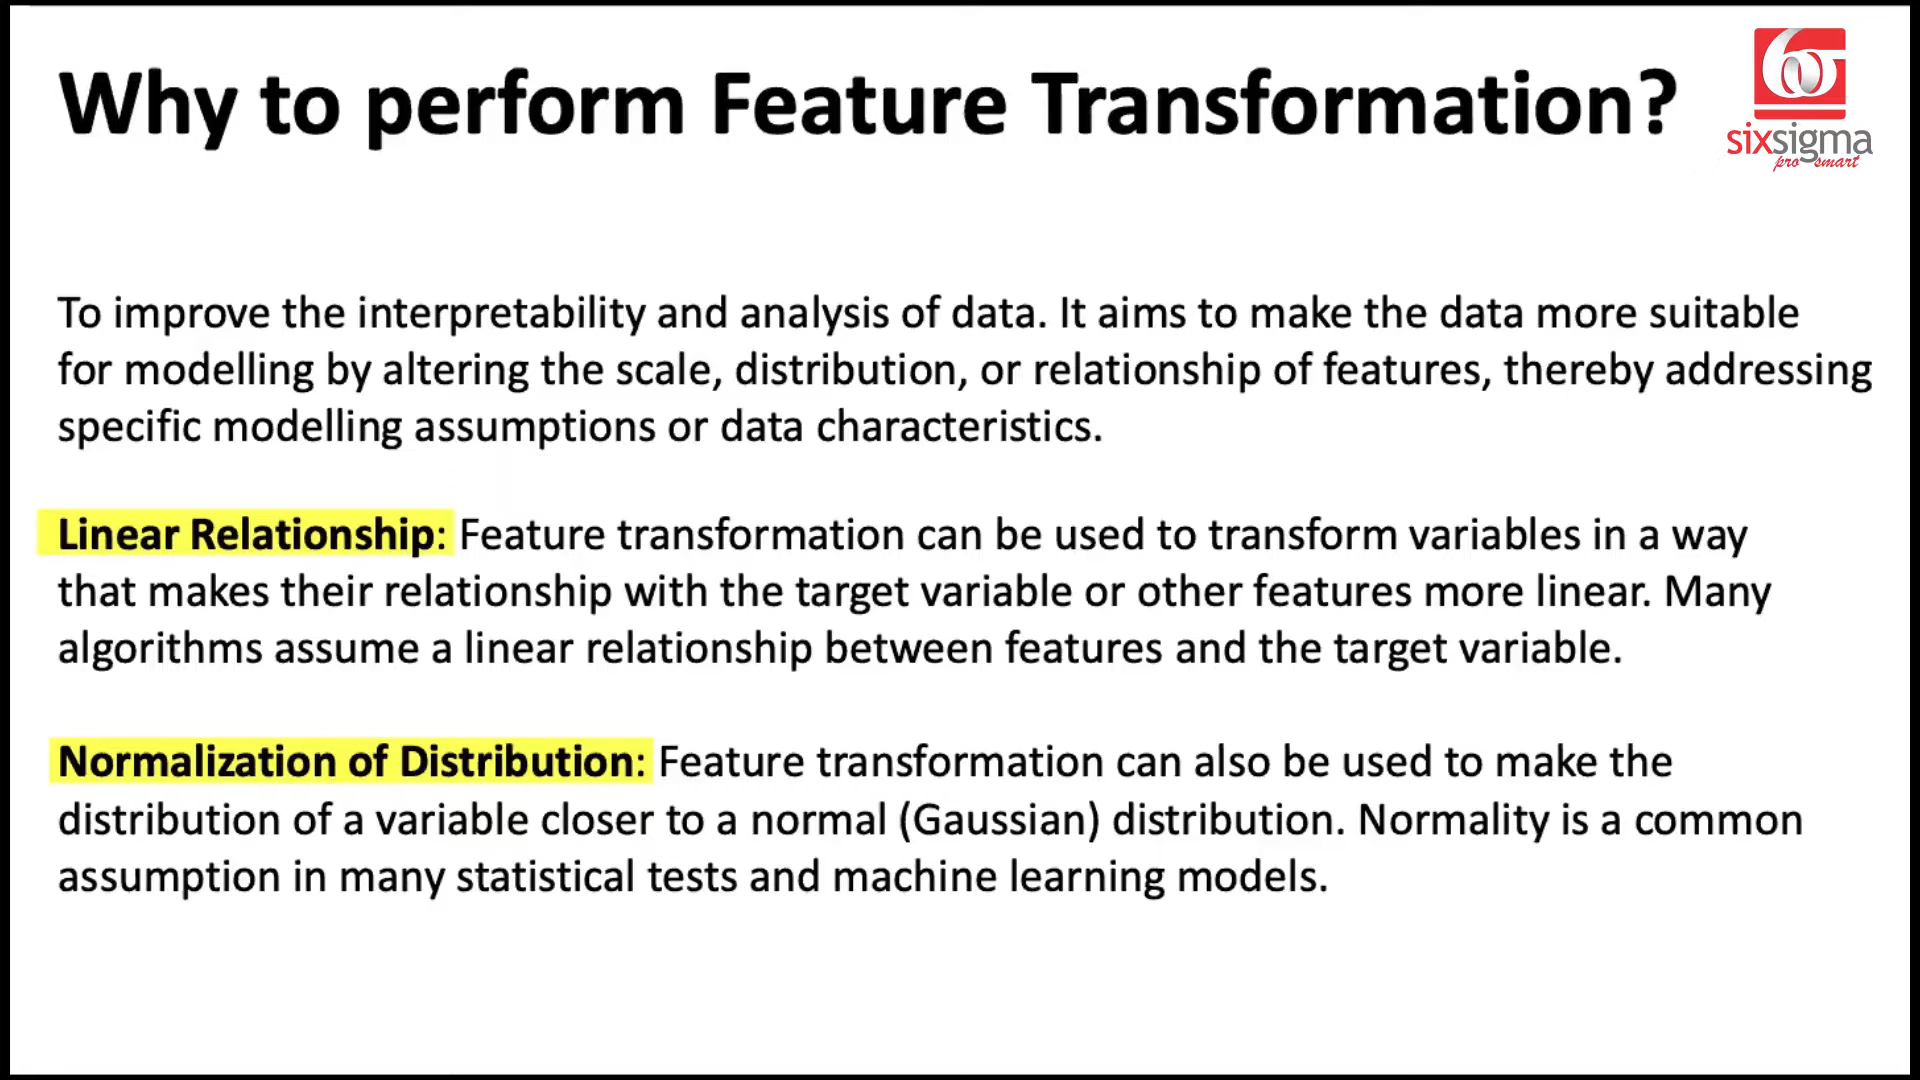 Why to perform Feature Transformation?
sixsigma
pro smart
To improve the interpretability and analysis of data. It aims to make the data more suitable
for modelling by altering the scale, distribution, or relationship of features, thereby addressing
specific modelling assumptions or data characteristics.
Linear Relationship: Feature transformation can be used to transform variables in a way
that makes their relationship with the target variable or other features more linear. Many
algorithms assume a linear relationship between features and the target variable.
Normalization of Distribution: Feature transformation can also be used to make the
distribution of a variable closer to a normal (Gaussian) distribution. Normality is a common
assumption in many statistical tests and machine learning models.